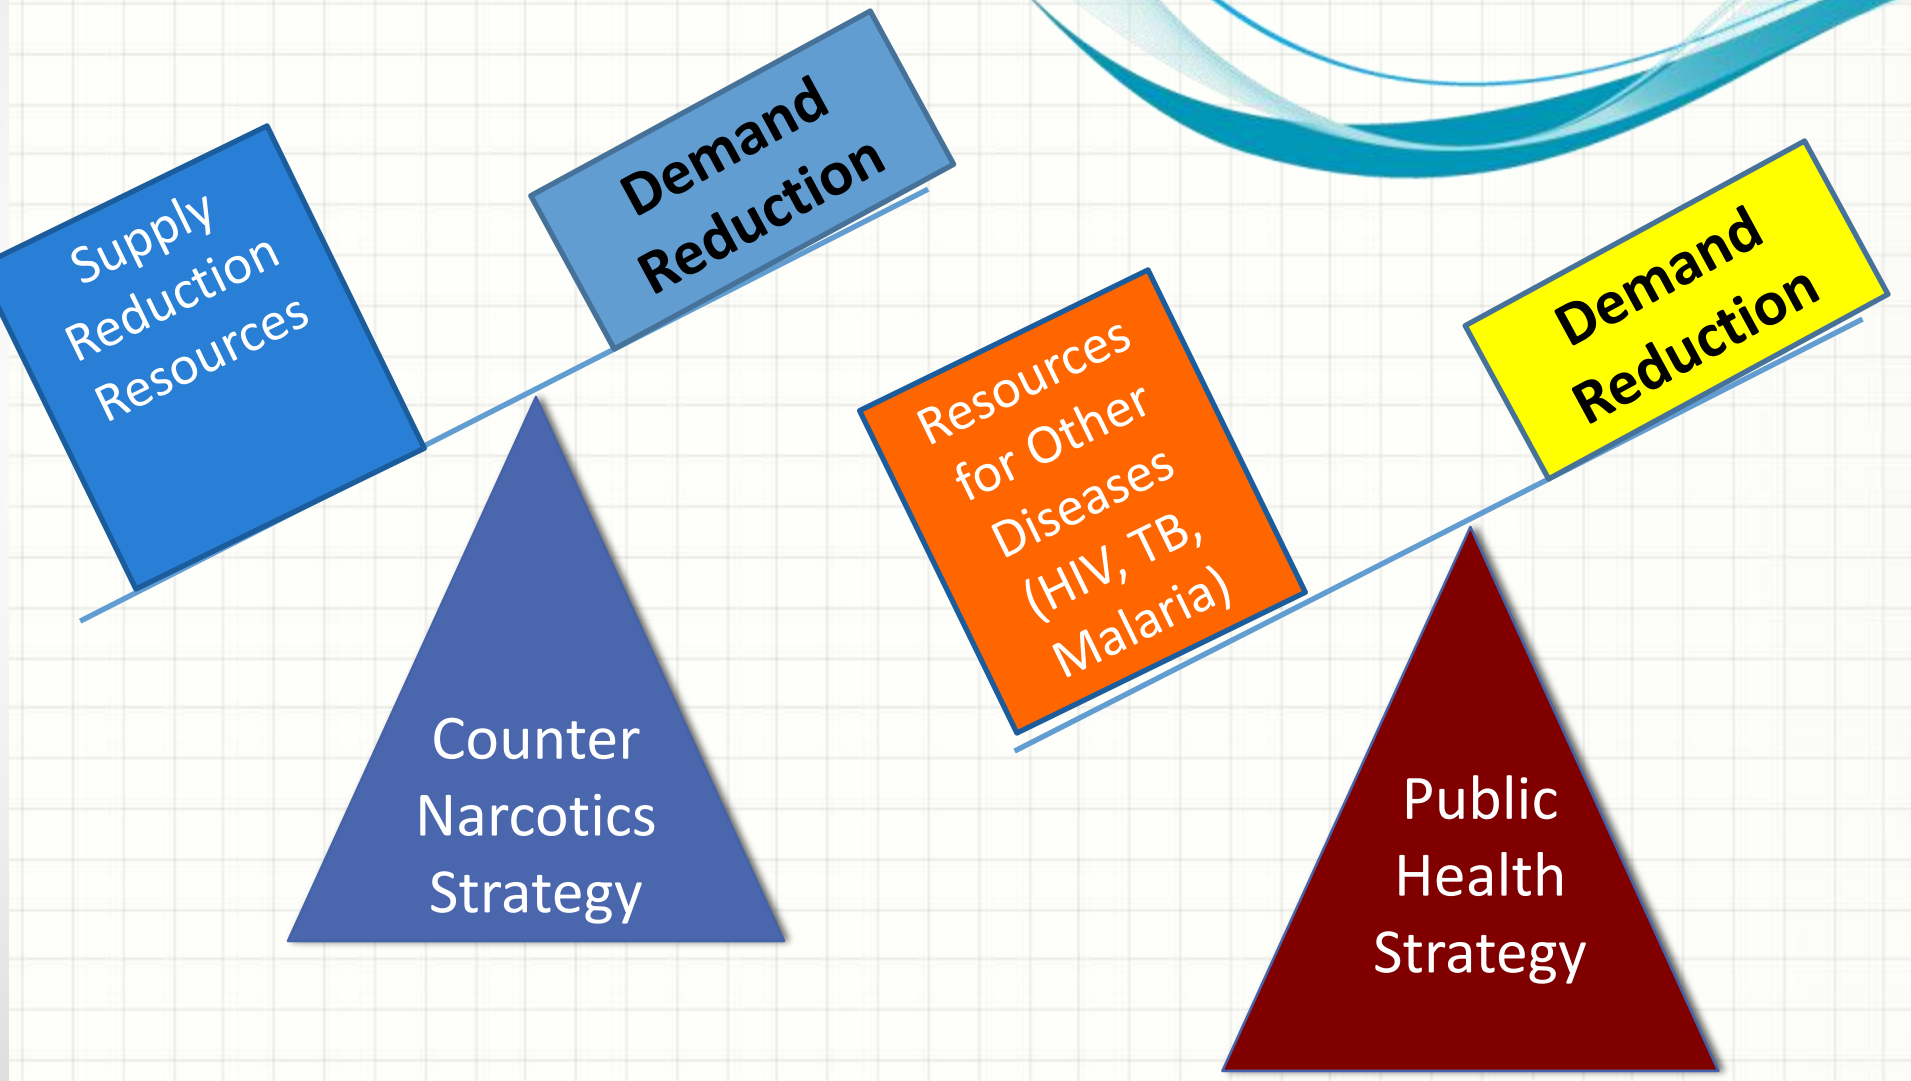 Supply
Reduction
Resources
Demand
Reduction
Counter
Narcotics
Strategy
Resources
for Other
Diseases
(HIV, TB,
Malaria)
Demand
Reduction
Public
Health
Strategy